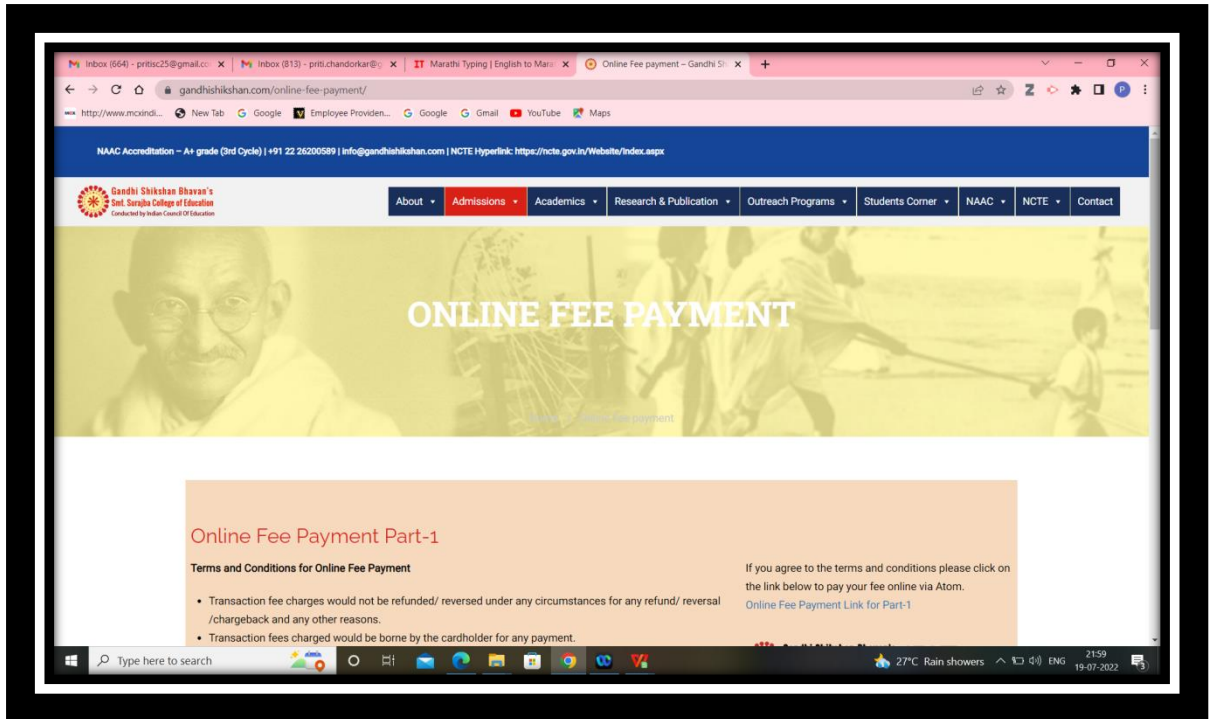 Inbox (664) - pritisc25@gmail.co
Inbox (813) - priti.chandorkar@g
IT Marathi Typing | English to Marat
Online Fee payment – Gandhi Sh
gandhishikshan.com/online-fee-payment/
http://www.mcxindi...
New Tab
Google
Employee Providen...
Google
Gmail
YouTube
Maps
NAAC Accreditation – A+ grade (3rd Cycle) | +91 22 26200589 | info@gandhishikshan.com | NCTE Hyperlink: https://ncte.gov.in/Website/Index.aspx
Gandhi Shikshan Bhavan's
Smt. Surajba College of Education
Conducted by Indian Council Of Education
About
Admissions
Academics
Research & Publication
Outreach Programs
Students Corner
NAAC
NCTE
Contact
ONLINE FEE PAYMENT
Home / Online Fee payment
Online Fee Payment Part-1
Terms and Conditions for Online Fee Payment
• Transaction fee charges would not be refunded/ reversed under any circumstances for any refund/ reversal
/chargeback and any other reasons.
• Transaction fees charged would be borne by the cardholder for any payment.
If you agree to the terms and conditions please click on
the link below to pay your fee online via Atom.
Online Fee Payment Link for Part-1
Type here to search
27°C Rain showers
ENG
21:59
19-07-2022